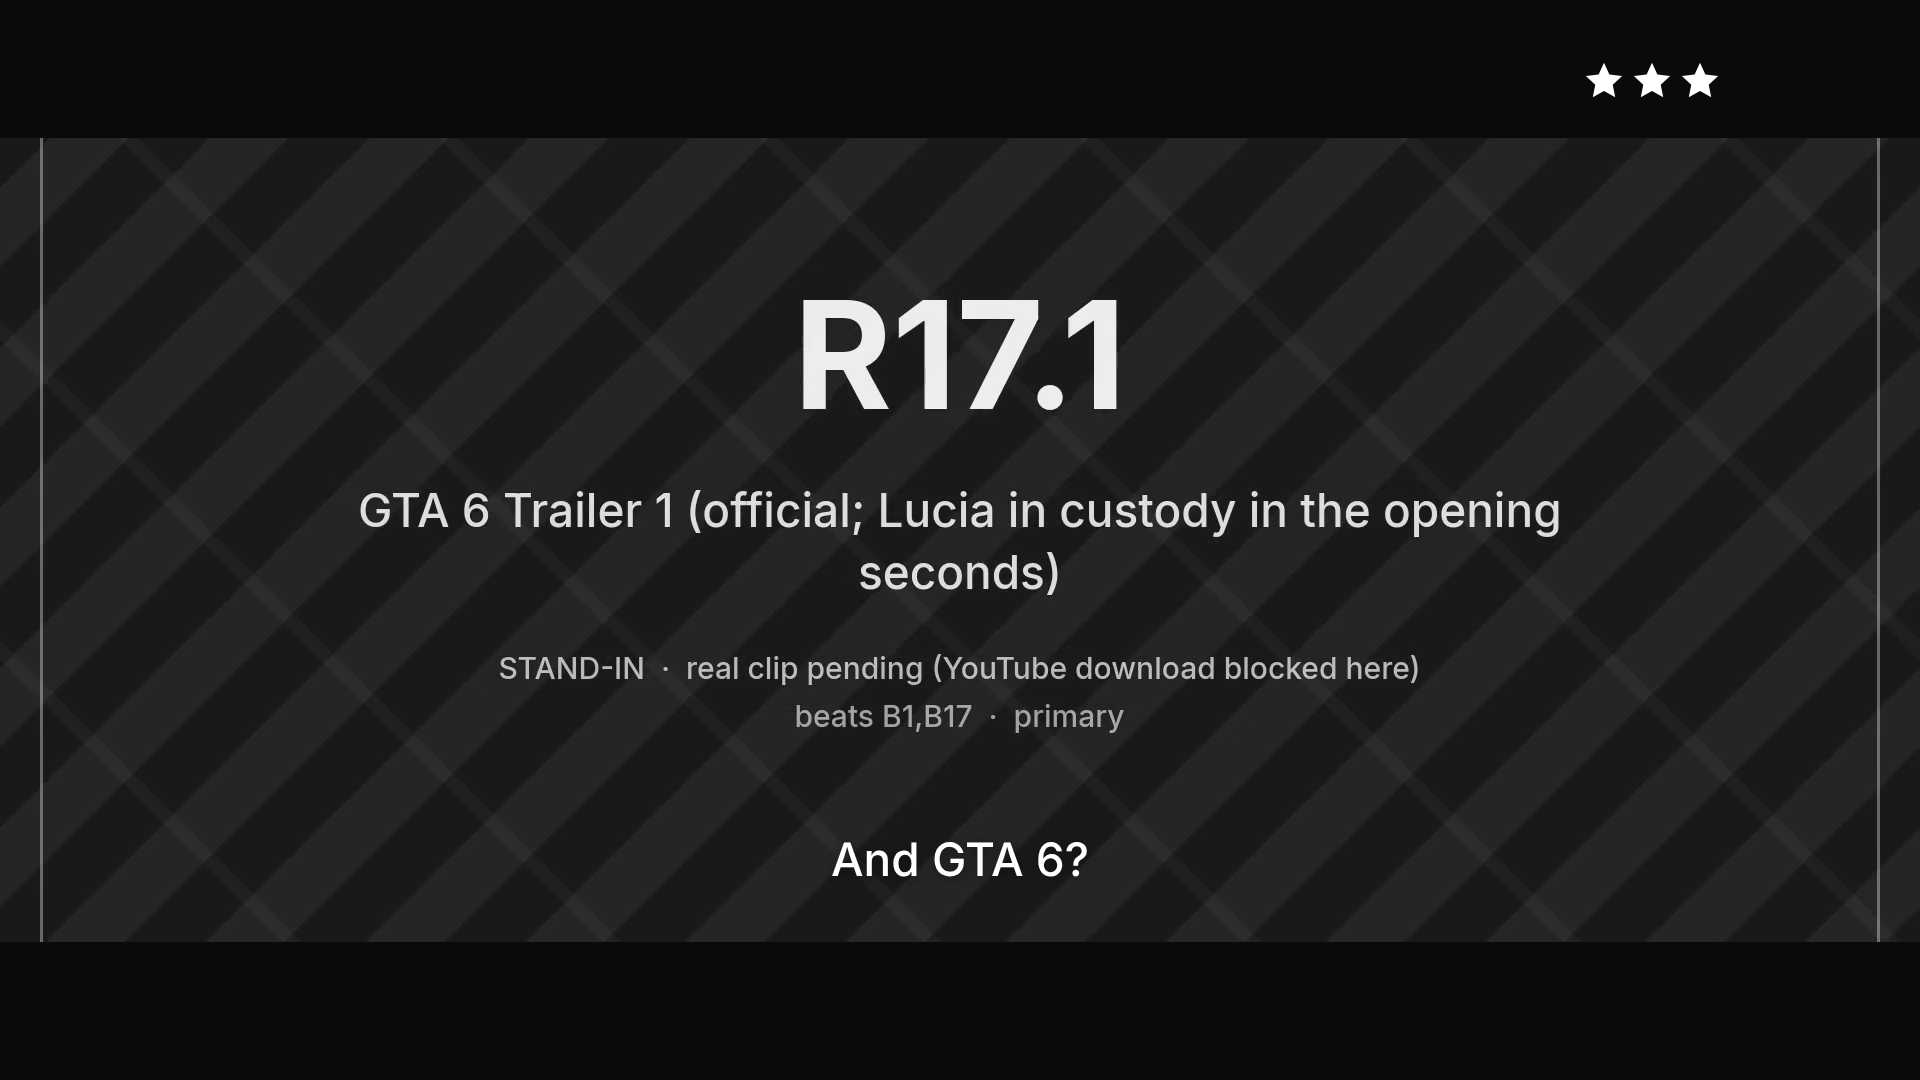 R17.1
GTA 6 Trailer 1 (official; Lucia in custody in the opening
seconds)
STAND-IN · real clip pending (YouTube download blocked here)
beats B1,B17 · primary
And GTA 6?